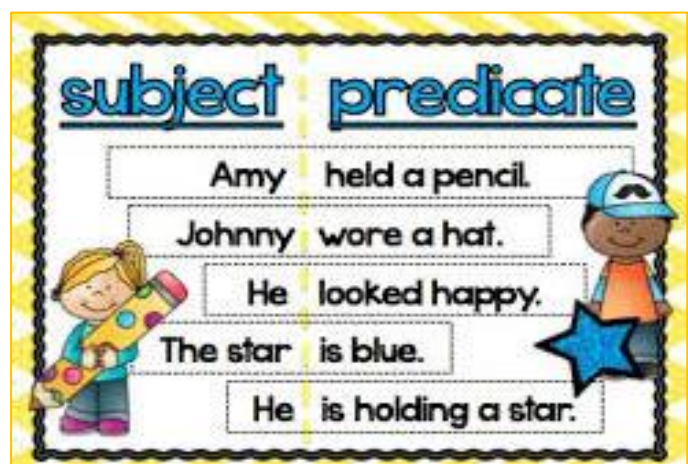 subject predicate
Amy held a pencil.
Johnny wore a hat.
He looked happy.
The star is blue.
He is holding a star.